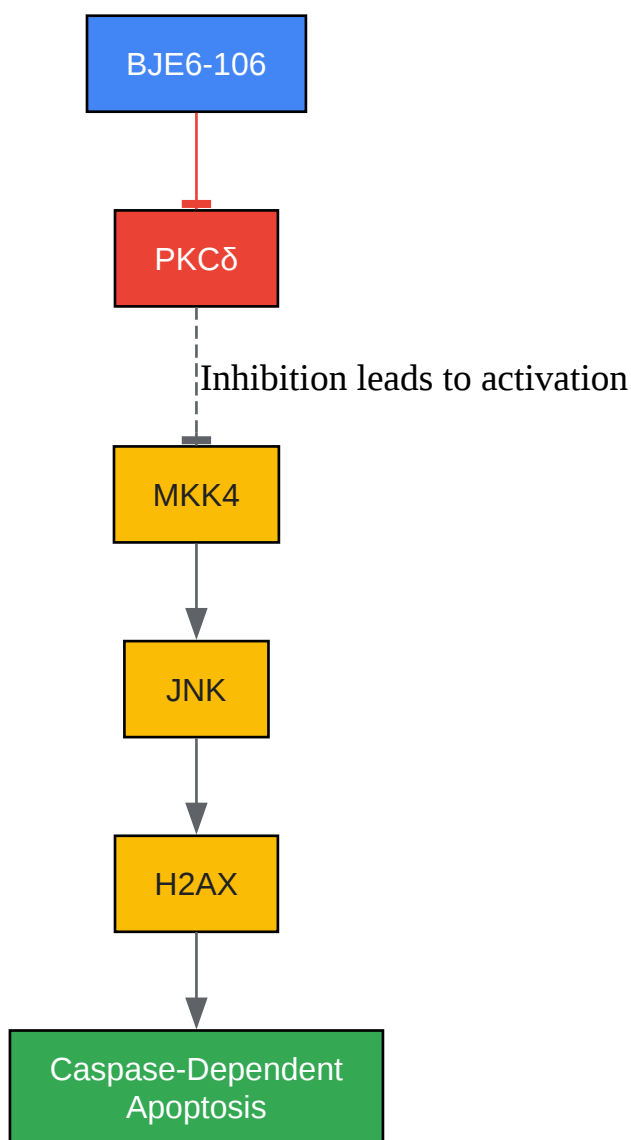 BJE6-106
PKCδ
Inhibition leads to activation
MKK4
JNK
H2AX
Caspase-Dependent
Apoptosis